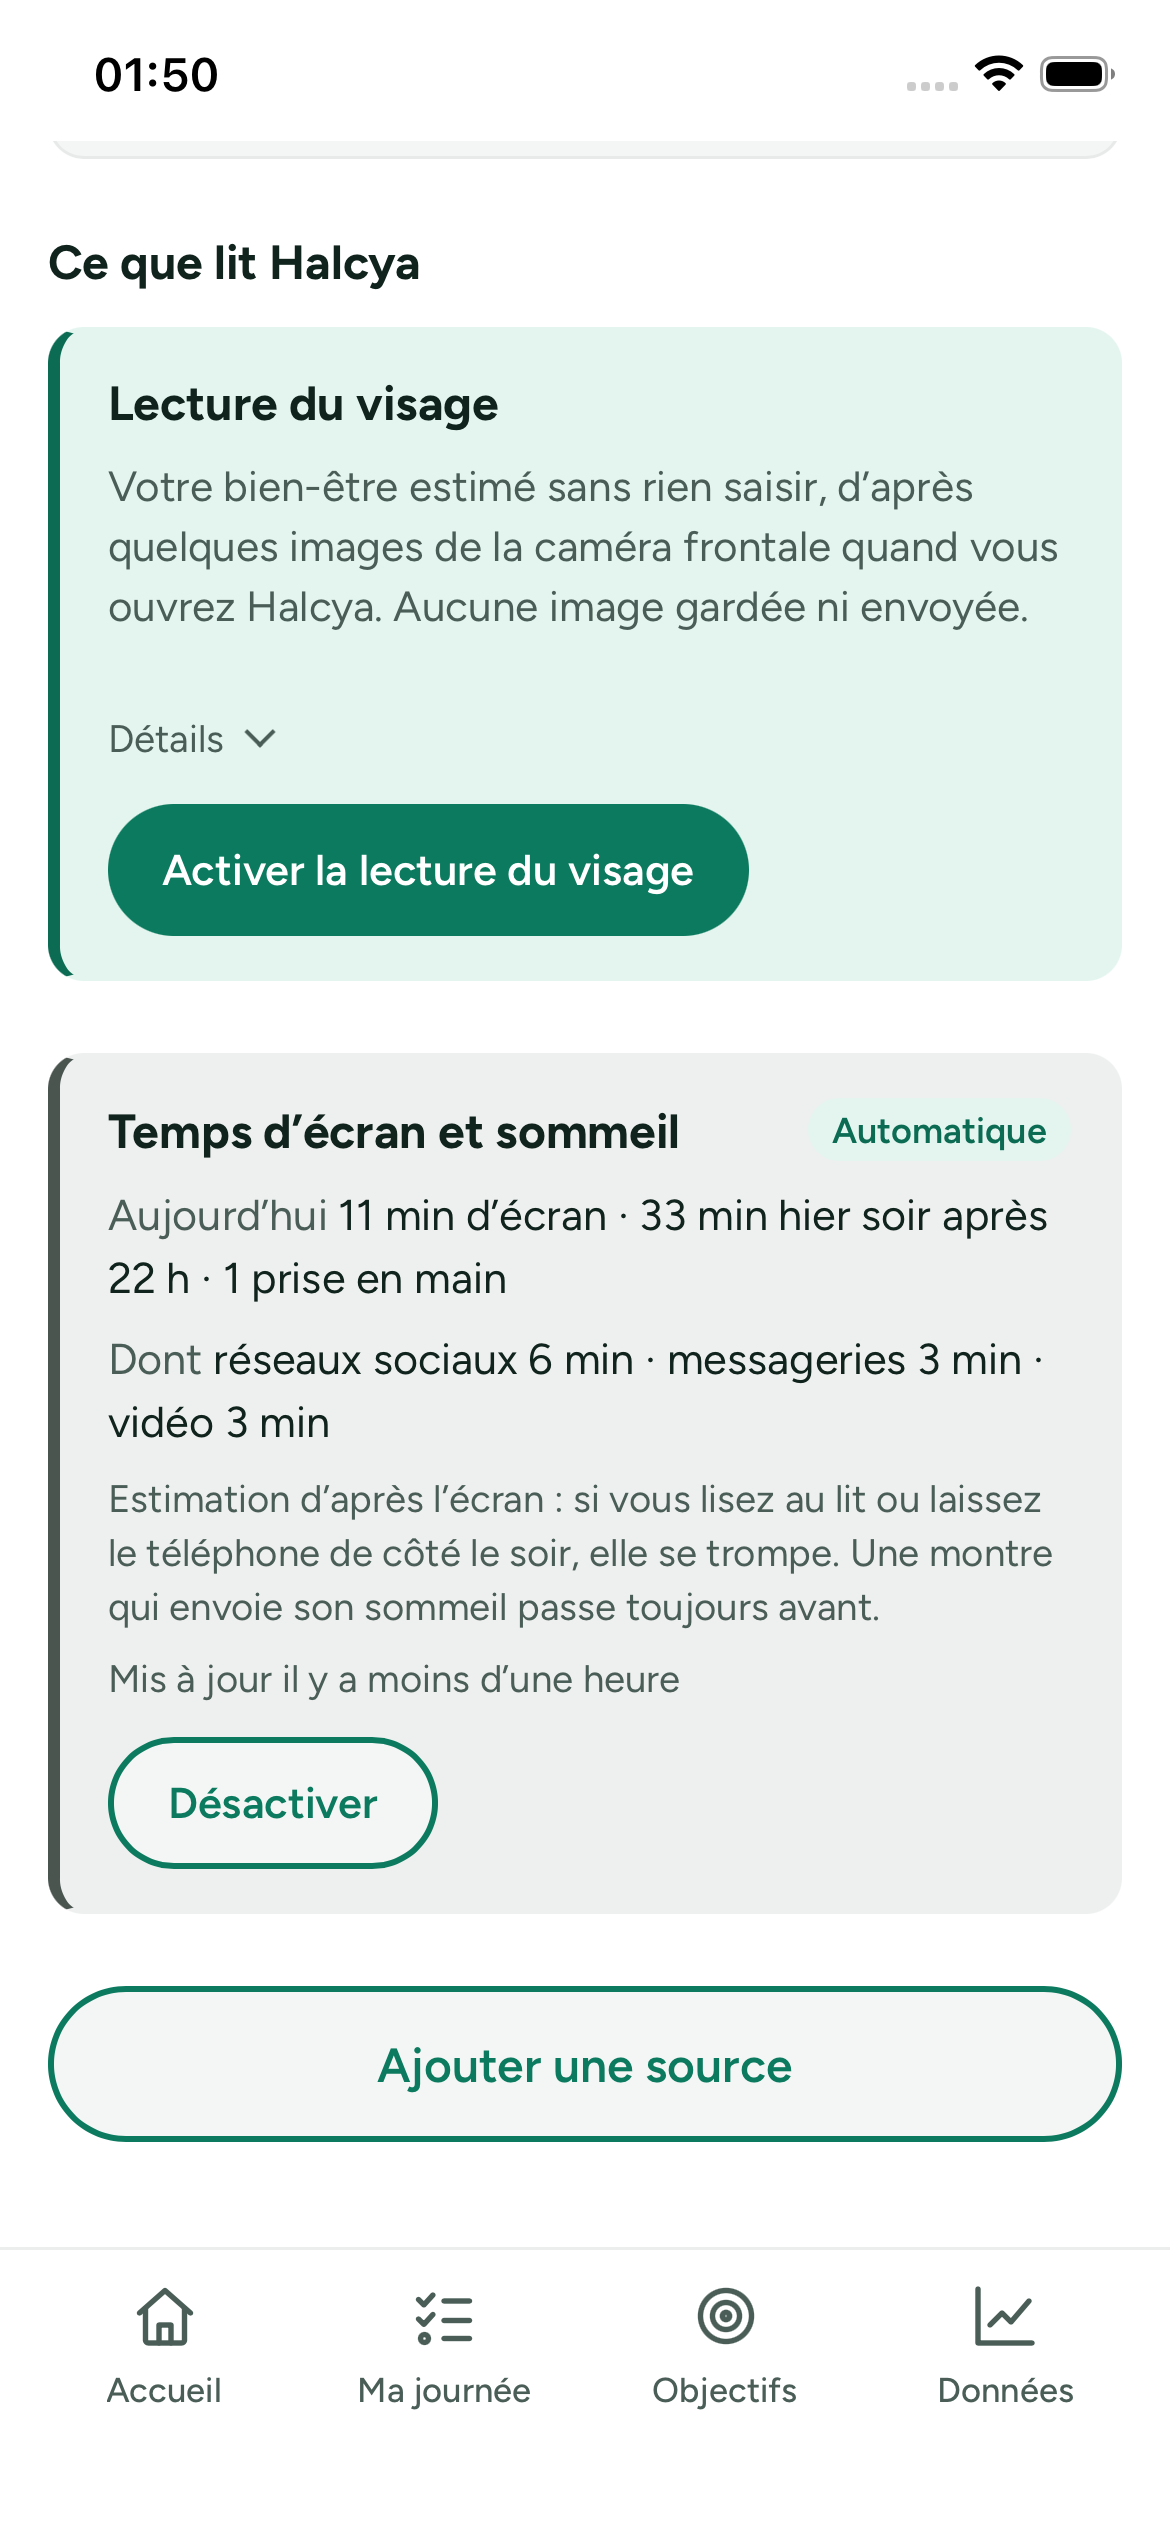 01:50
Ce que lit Halcya
Lecture du visage
Votre bien-être estimé sans rien saisir, d’après
quelques images de la caméra frontale quand vous
ouvrez Halcya. Aucune image gardée ni envoyée.
Détails
Activer la lecture du visage
Temps d’écran et sommeil
Automatique
Aujourd’hui 11 min d’écran · 33 min hier soir après
22 h · 1 prise en main
Dont réseaux sociaux 6 min · messageries 3 min ·
vidéo 3 min
Estimation d’après l’écran : si vous lisez au lit ou laissez
le téléphone de côté le soir, elle se trompe. Une montre
qui envoie son sommeil passe toujours avant.
Mis à jour il y a moins d’une heure
Désactiver
Ajouter une source
Accueil
Ma journée
Objectifs
Données